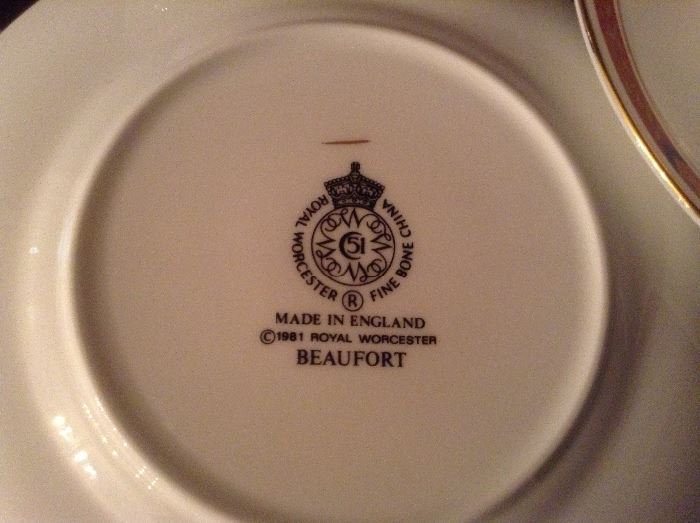 ROYAL WORCESTER FINE BONE CHINA
C 51
®
MADE IN ENGLAND
©1981 ROYAL WORCESTER
BEAUFORT